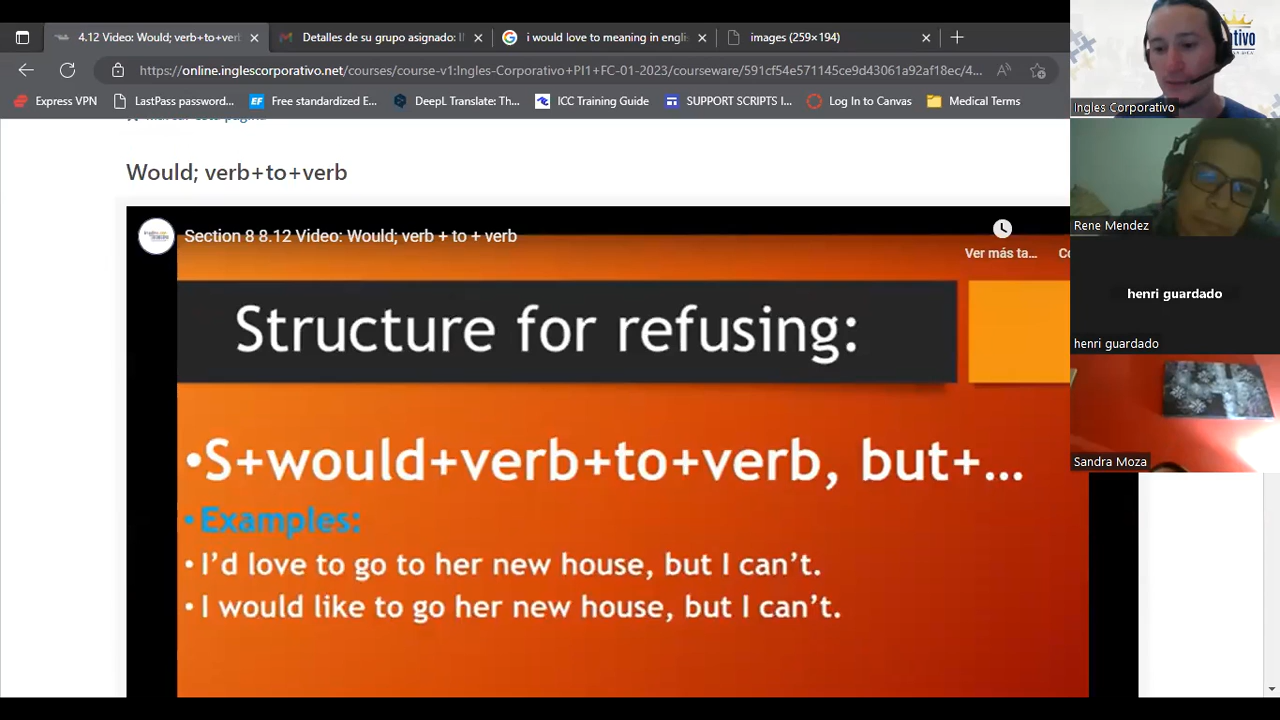 4.12 Video: Would; verb+to+verb
Detalles de su grupo asignado: I
i would love to meaning in engli
images (259×194)
https://online.inglescorporativo.net/courses/course-v1:Ingles-Corporativo+PI1+FC-01-2023/courseware/591cf54e571145ce9d43061a92af18ec/4...
Express VPN
LastPass password...
Free standardized E...
DeepL Translate: Th...
ICC Training Guide
SUPPORT SCRIPTS I...
Log In to Canvas
Medical Terms
Ingles Corporativo
Would; verb+to+verb
Rene Mendez
Section 8 8.12 Video: Would; verb + to + verb
Ver más ta...
Structure for refusing:
henri guardado
henri guardado
•S+would+verb+to+verb, but+...
Sandra Moza
• Examples:
• I'd love to go to her new house, but I can't.
• I would like to go her new house, but I can't.